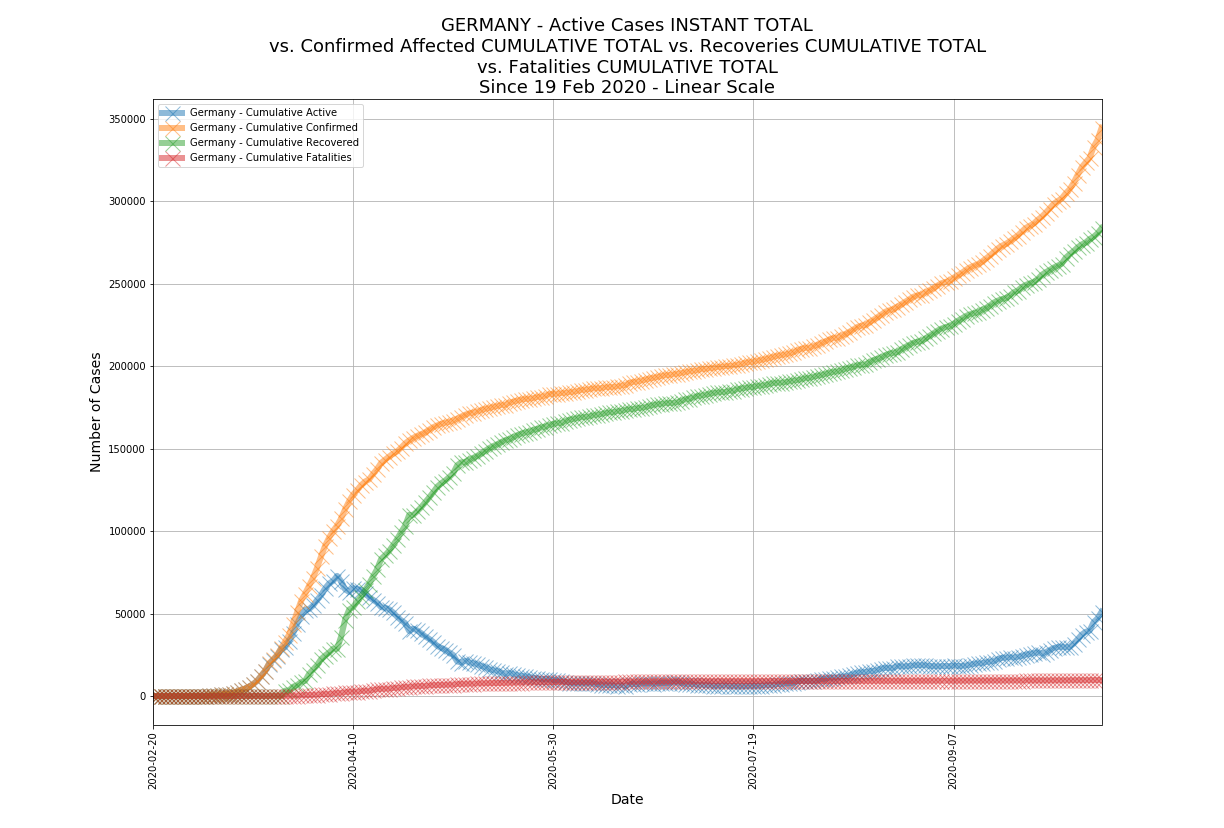 GERMANY - Active Cases INSTANT TOTAL
vs. Confirmed Affected CUMULATIVE TOTAL vs. Recoveries CUMULATIVE TOTAL
vs. Fatalities CUMULATIVE TOTAL
Since 19 Feb 2020 - Linear Scale
Germany - Cumulative Active
Germany - Cumulative Confirmed
Germany - Cumulative Recovered
Germany - Cumulative Fatalities
350000
300000
250000
200000
150000
100000
50000
0
Number of Cases
2020-02-20
2020-04-10
2020-05-30
2020-07-19
2020-09-07
Date